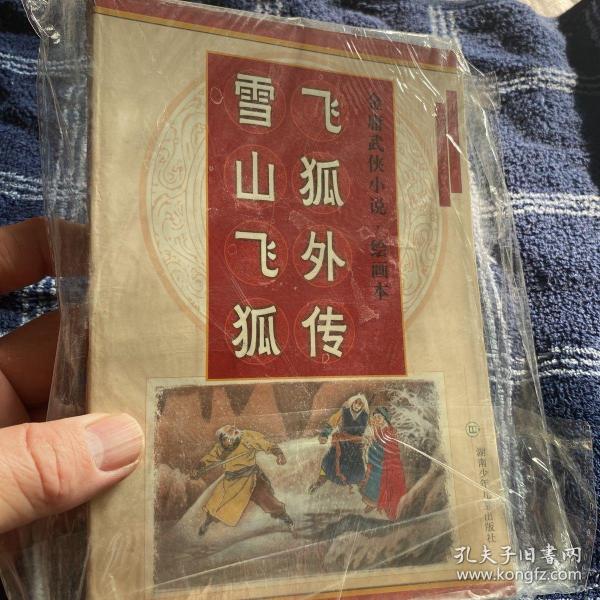 飞狐外传
雪山飞狐
金庸武侠小说·绘画本
湖南少年儿童出版社
孔夫子旧書网
www.kongfz.com